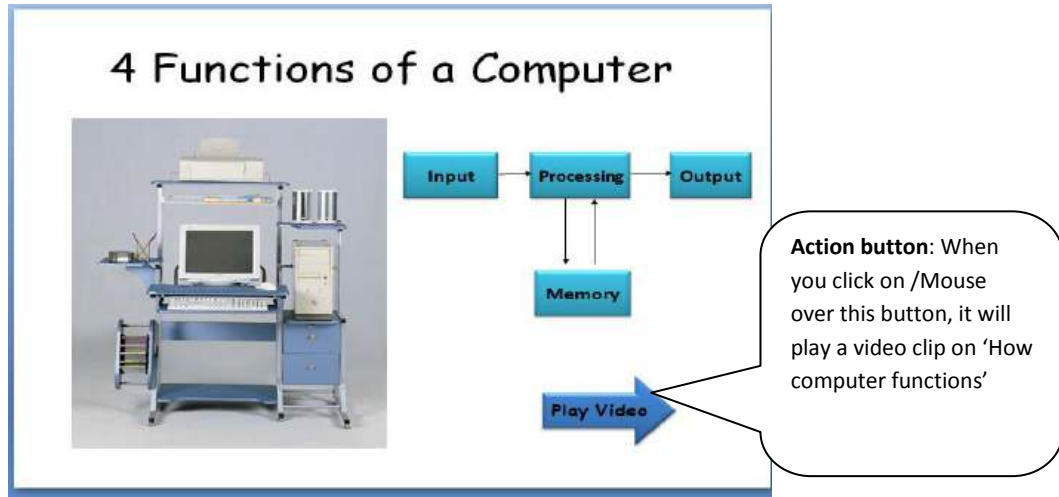 4 Functions of a Computer
Input
Processing
Output
Memory
Play Video
Action button: When
you click on /Mouse
over this button, it will
play a video clip on ‘How
computer functions’